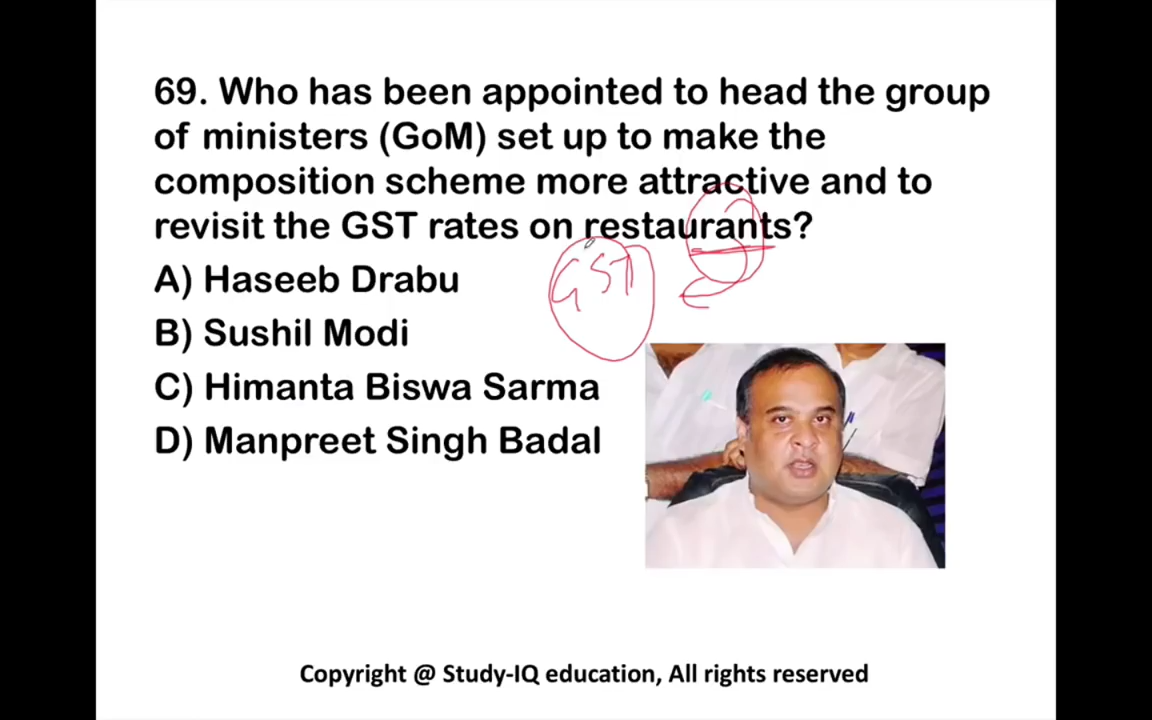 69. Who has been appointed to head the group
of ministers (GoM) set up to make the
composition scheme more attractive and to
revisit the GST rates on restaurants?
A) Haseeb Drabu
GST
B) Sushil Modi
C) Himanta Biswa Sarma
D) Manpreet Singh Badal
Copyright @ Study-IQ education, All rights reserved